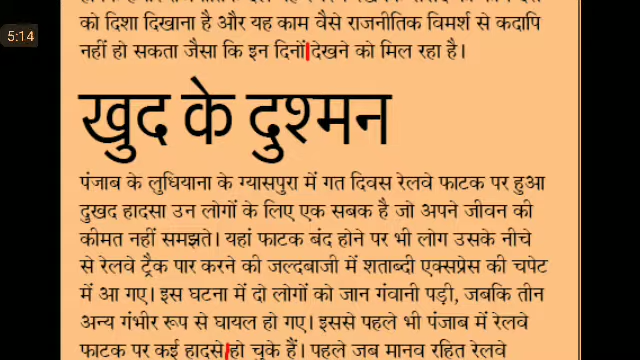 को दिशा दिखाना है और यह काम वैसे राजनीतिक विमर्श से कदापि
5:14
नहीं हो सकता जैसा कि इन दिनों देखने को मिल रहा है।
खुद के दुश्मन
पंजाब के लुधियाना के ग्यासपुरा में गत दिवस रेलवे फाटक पर हुआ
दुखद हादसा उन लोगों के लिए एक सबक है जो अपने जीवन की
कीमत नहीं समझते। यहां फाटक बंद होने पर भी लोग उसके नीचे
से रेलवे ट्रैक पार करने की जल्दबाजी में शताब्दी एक्सप्रेस की चपेट
में आ गए। इस घटना में दो लोगों को जान गंवानी पड़ी, जबकि तीन
अन्य गंभीर रूप से घायल हो गए। इससे पहले भी पंजाब में रेलवे
फाटक पर कई हादसे हो चुके हैं। पहले जब मानव रहित रेलवे